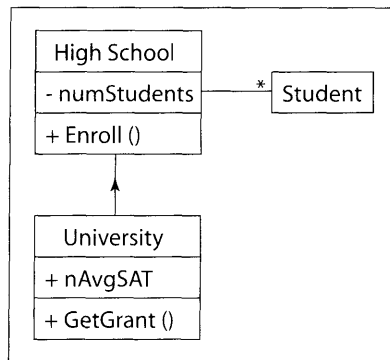 High School
- numStudents
* Student
+ Enroll ()
University
+ nAvgSAT
+ GetGrant ()